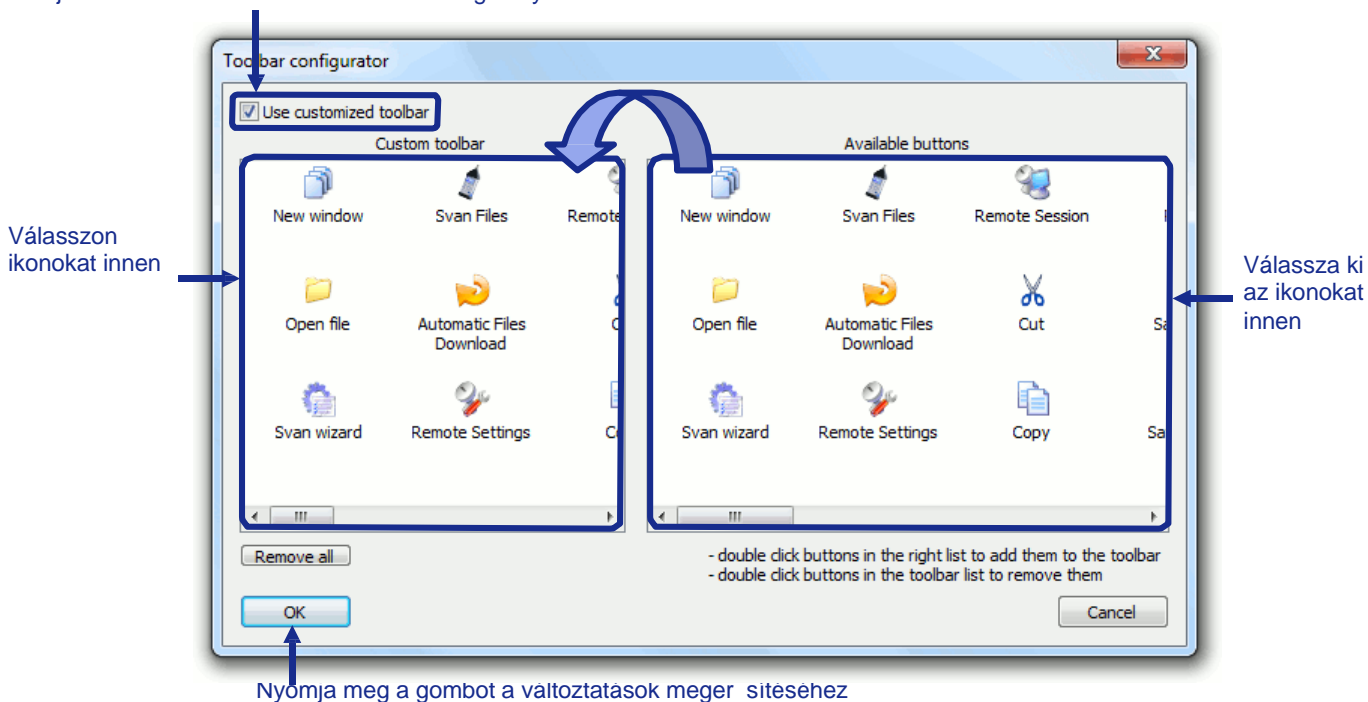 Toolbar configurator
Use customized toolbar
Custom toolbar
Available buttons
New window
Svan Files
Remote
New window
Svan Files
Remote Session
Válasszon
ikonokat innen
Válassza ki
az ikonokat
innen
Open file
Automatic Files
Download
Open file
Automatic Files
Download
Cut
Sa
Svan wizard
Remote Settings
Svan wizard
Remote Settings
Copy
Sa
Remove all
- double click buttons in the right list to add them to the toolbar
- double click buttons in the toolbar list to remove them
OK
Cancel
Nyomja meg a gombot a változtatások meger sítéséhez